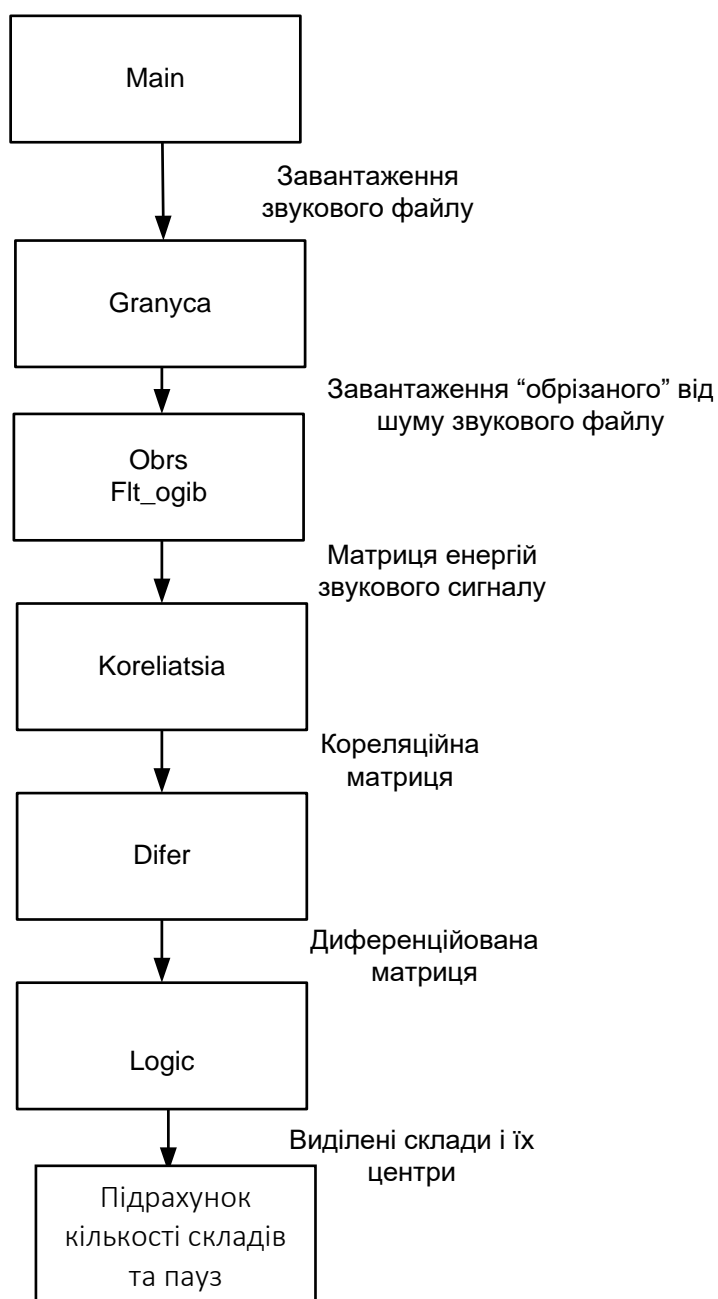 Main
Завантаження
звукового файлу
Granyca
Завантаження “обрізаного” від
шуму звукового файлу
Obrs
Flt_ogib
Матриця енергій
звукового сигналу
Koreliatsia
Кореляційна
матриця
Difer
Диференційована
матриця
Logic
Виділені склади і їх
центри
Підрахунок
кількості складів
та пауз